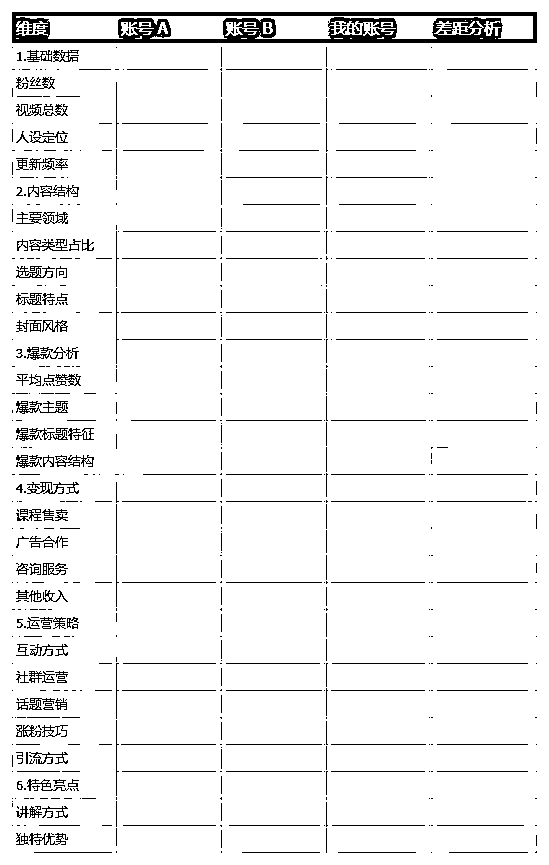 维度 账号A 账号B 我的账号 差距分析
1.基础数据
粉丝数
视频总数
人设定位
更新频率
2.内容结构
主要领域
内容类型占比
选题方向
标题特点
封面风格
3.爆款分析
平均点赞数
爆款主题
爆款标题特征
爆款内容结构
4.变现方式
课程售卖
广告合作
咨询服务
其他收入
5.运营策略
互动方式
社群运营
话题营销
涨粉技巧
引流方式
6.特色亮点
讲解方式
独特优势